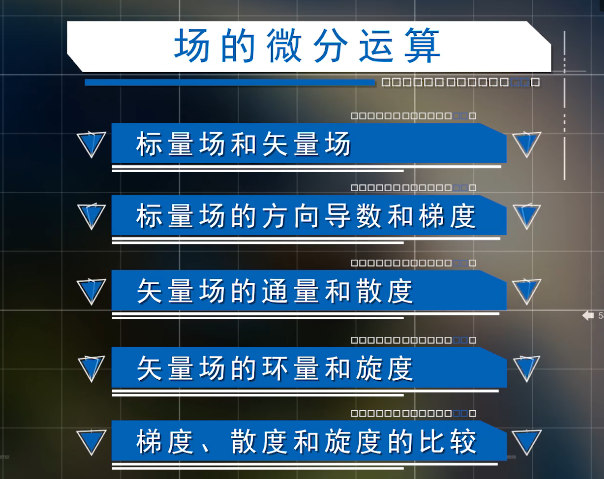 场的微分运算
标量场和矢量场
标量场的方向导数和梯度
矢量场的通量和散度
矢量场的环量和旋度
梯度、散度和旋度的比较